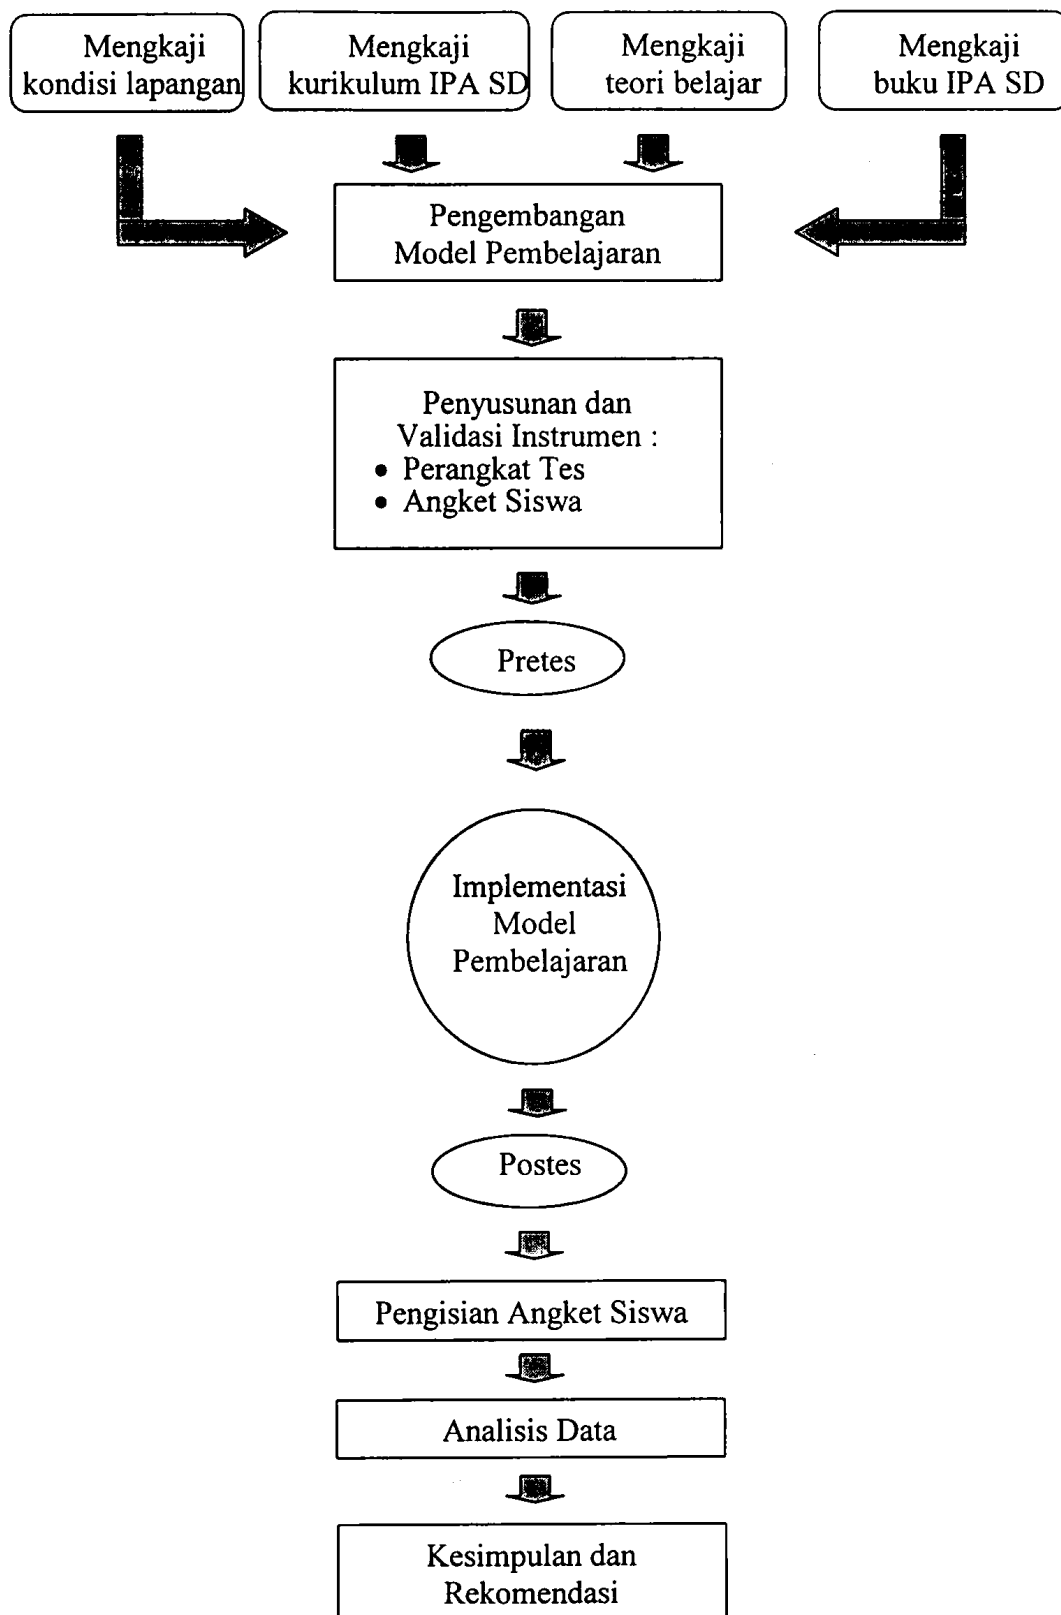 Mengkaji
kondisi lapangan
Mengkaji
kurikulum IPA SD
Mengkaji
teori belajar
Mengkaji
buku IPA SD
Pengembangan
Model Pembelajaran
Penyusunan dan
Validasi Instrumen :
• Perangkat Tes
• Angket Siswa
Pretes
Implementasi
Model
Pembelajaran
Postes
Pengisian Angket Siswa
Analisis Data
Kesimpulan dan
Rekomendasi